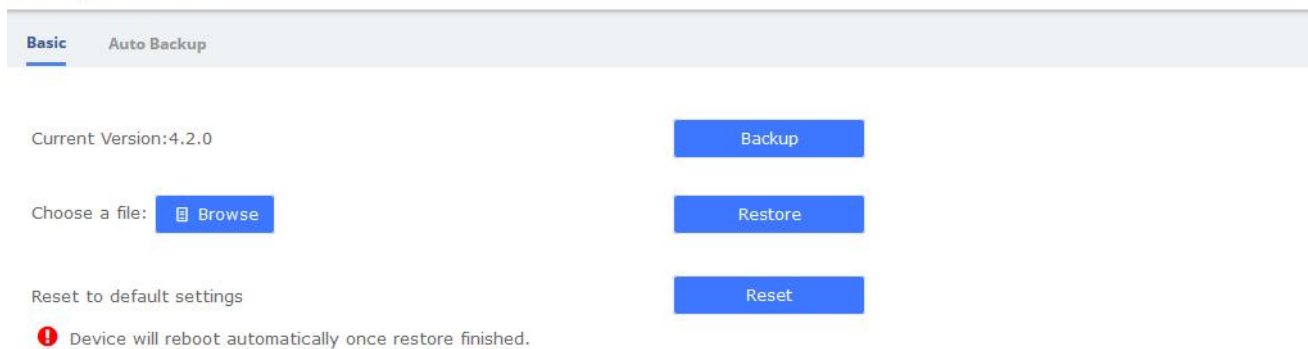 Basic Auto Backup
Current Version:4.2.0 Backup
Choose a file: Browse Restore
Reset to default settings Reset
Device will reboot automatically once restore finished.